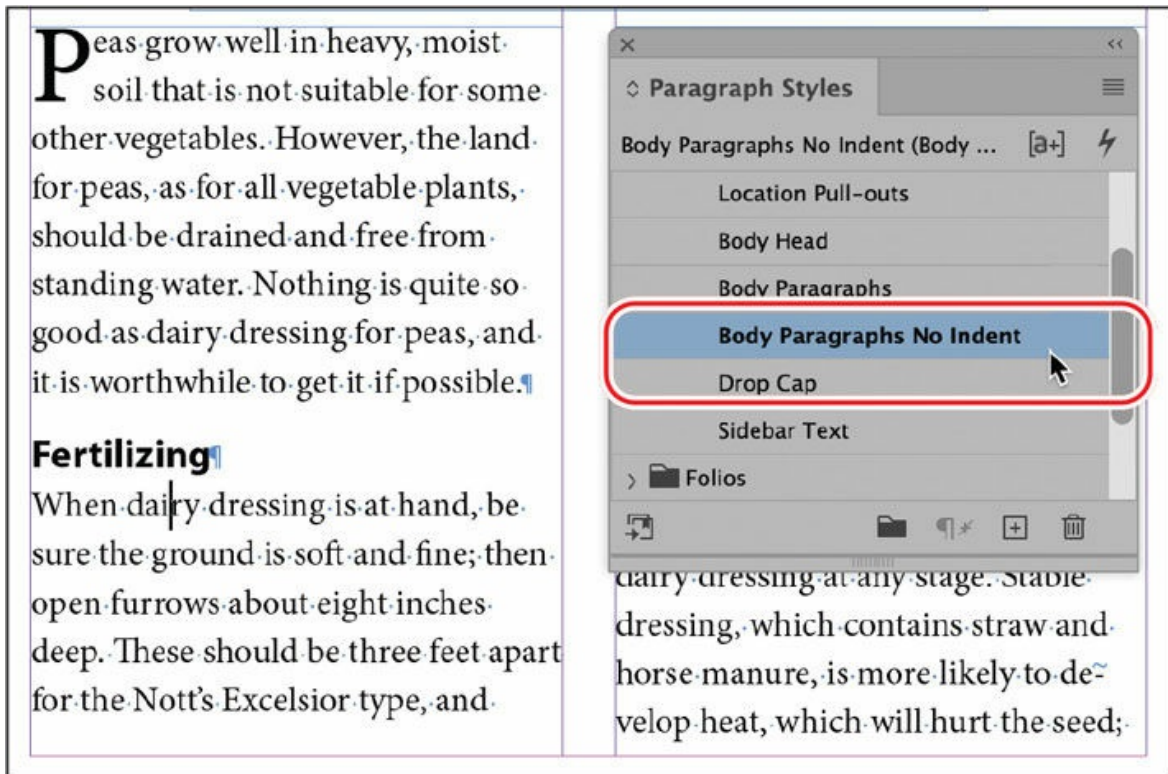 Peas grow well in heavy, moist
soil that is not suitable for some
other vegetables. However, the land
for peas, as for all vegetable plants,
should be drained and free from
standing water. Nothing is quite so
good as dairy dressing for peas, and
it is worthwhile to get it if possible.¶
Fertilizing¶
When dairy dressing is at hand, be
sure the ground is soft and fine; then
open furrows about eight inches
deep. These should be three feet apart
for the Nott’s Excelsior type, and
Paragraph Styles
Body Paragraphs No Indent (Body ...
[a+]
Location Pull-outs
Body Head
Body Paragraphs
Body Paragraphs No Indent
Drop Cap
Sidebar Text
Folios
dairy dressing at any stage. Stable
dressing, which contains straw and
horse manure, is more likely to de-
velop heat, which will hurt the seed;